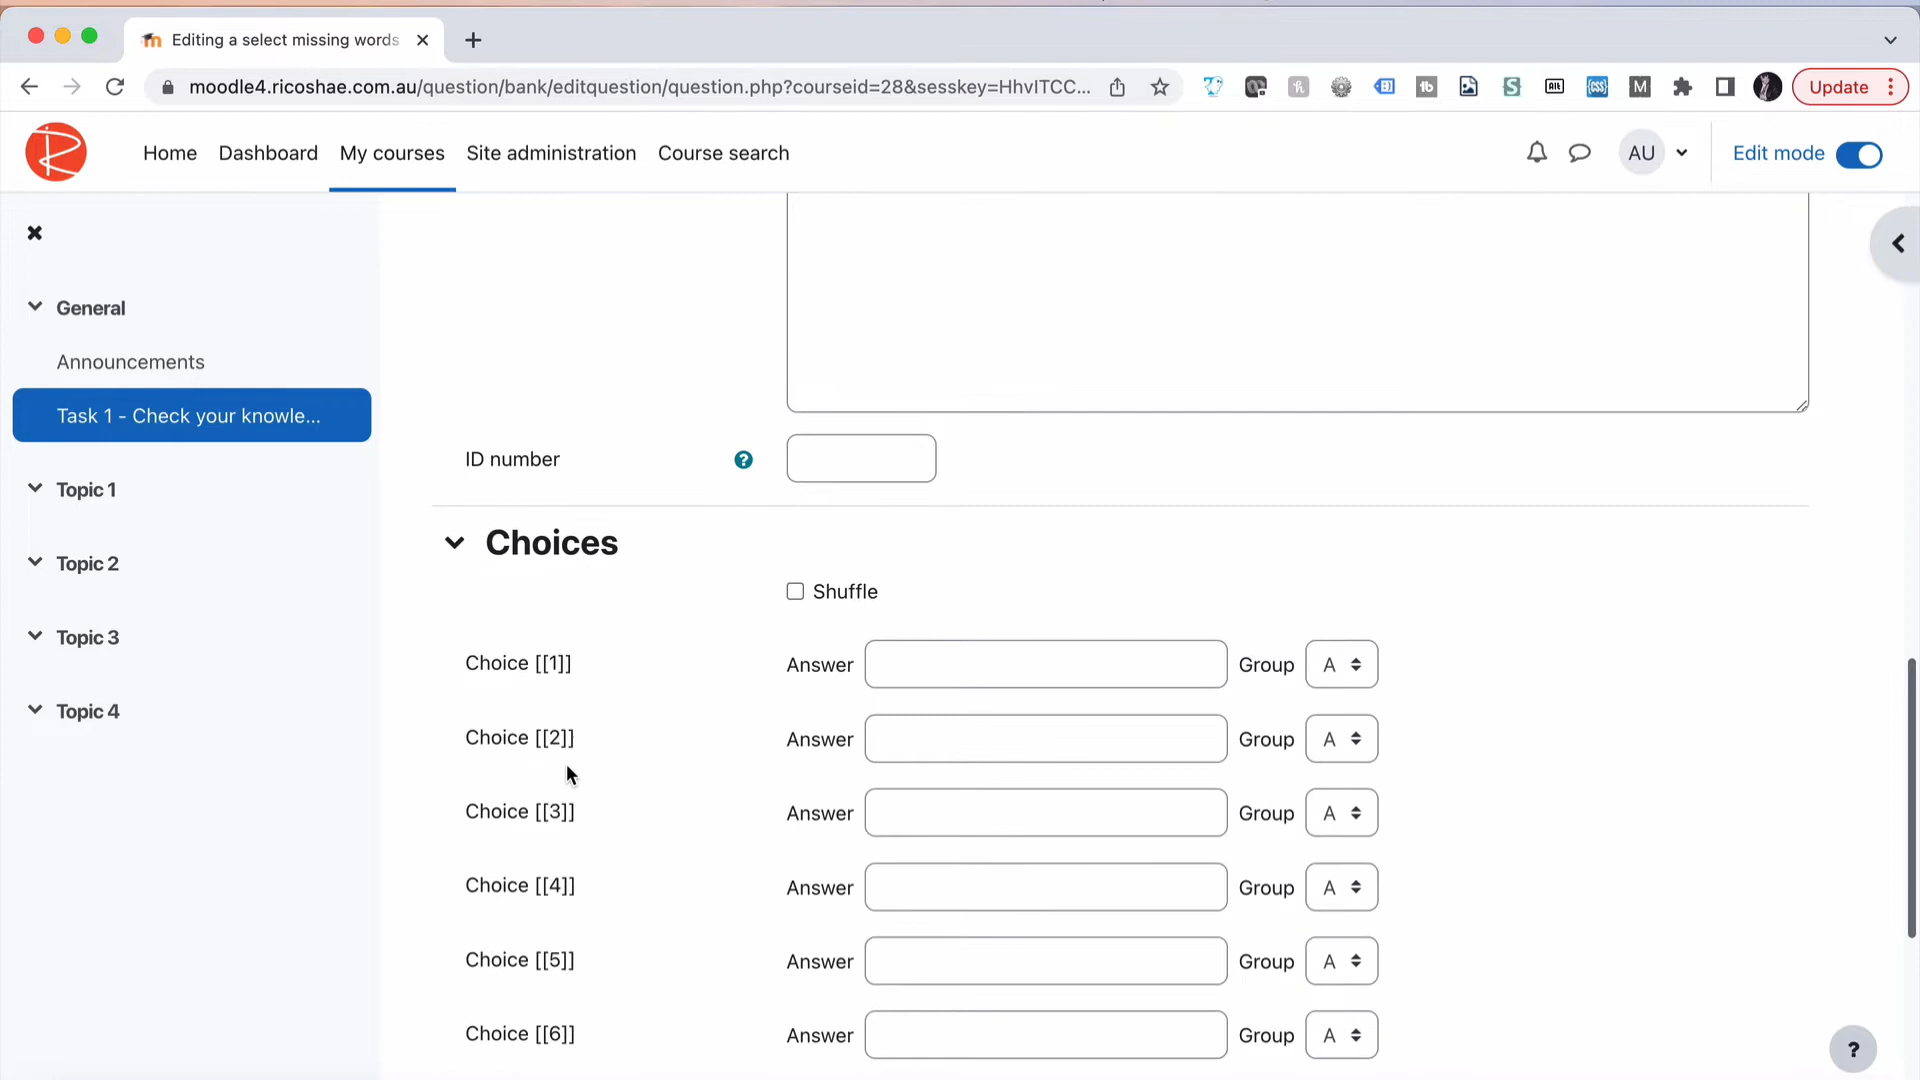 Editing a select missing words
moodle4.ricoshae.com.au/question/bank/editquestion/question.php?courseid=28&sesskey=HhvITCC...
Update
Home Dashboard My courses Site administration Course search
AU
Edit mode
General
Announcements
Task 1 - Check your knowle...
Topic 1
Topic 2
Topic 3
Topic 4
ID number
?
Choices
Shuffle
Choice [[1]] Answer Group A
Choice [[2]] Answer Group A
Choice [[3]] Answer Group A
Choice [[4]] Answer Group A
Choice [[5]] Answer Group A
Choice [[6]] Answer Group A
?